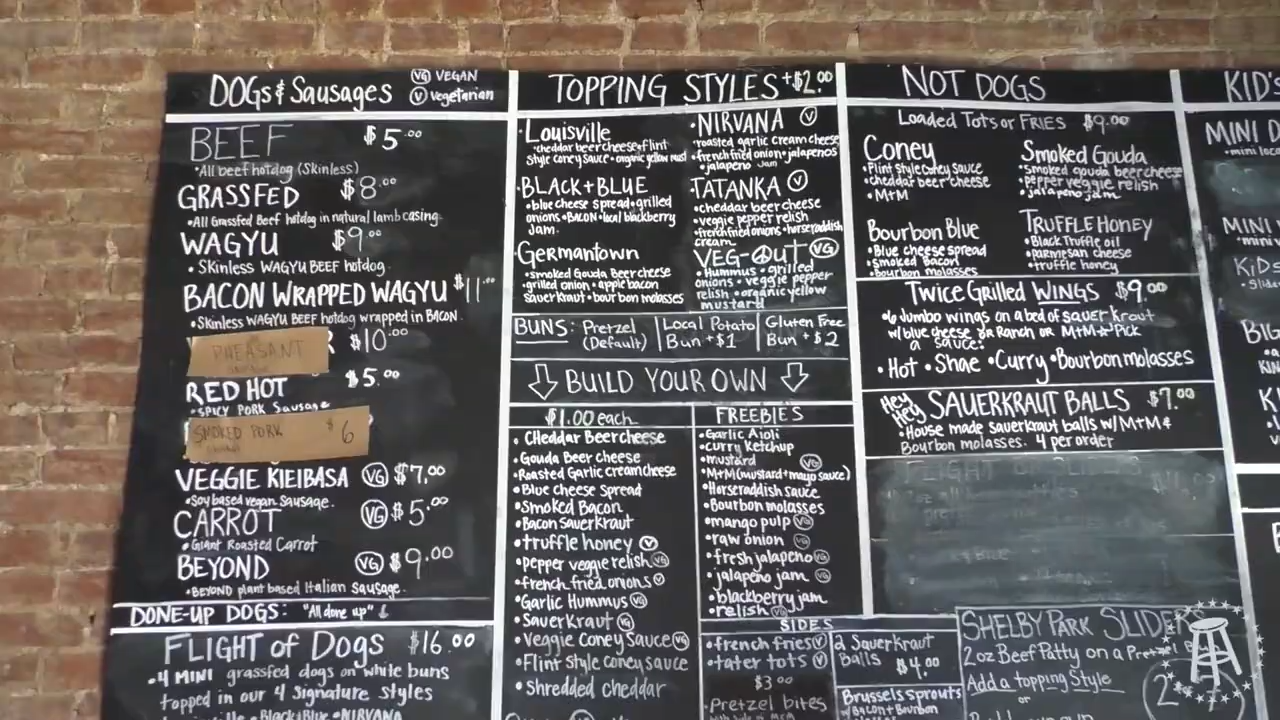 DOGS & Sausages
VG VEGAN
V Vegetarian
BEEF $5.00
•All beef hotdog (Skinless)
GRASSFED $8.00
•All Grassfed Beef hotdog in natural lamb casing.
WAGYU $9.00
•Skinless WAGYU BEEF hotdog
BACON WRAPPED WAGYU $11.00
•Skinless WAGYU BEEF hotdog wrapped in BACON.
PHEASANT
R $10.00
RED HOT $5.00
•SPICY PORK Sausage
SMOKED PORK $6
VEGGIE KIELBASA VG $7.00
•Soy based vegan Sausage.
CARROT VG $5.00
•Giant Roasted Carrot
BEYOND VG $9.00
•BEYOND plant based Italian Sausage.
DONE-UP DOGS: "All done up"
FLIGHT of DOGS $16.00
•4 MINI grassfed dogs on white buns
topped in our 4 signature styles
•Black & Blue •NIRVANA
TOPPING STYLES +$2.00
Louisville
•cheddar beer cheese •flint
style coney sauce •organic yellow must
BLACK + BLUE
•blue cheese spread •grilled
onions •BACON •local blackberry
jam.
Germantown
•smoked Gouda Beer cheese
•grilled onion •apple bacon
sauerkraut •bourbon molasses
•NIRVANA V
•roasted garlic cream cheese
•french fried onion •jalapenos
•jalapeno jam
TATANKA V
•cheddar beer cheese
•veggie pepper relish
•french fried onions •horseraddish
cream
VEG-OUT VG
•Hummus •grilled
onions •veggie pepper
relish •organic yellow
mustard
BUNS: Pretzel (Default)
Local Potato Bun +$1
Gluten Free Bun +$2
BUILD YOUR OWN
$1.00 each
•Cheddar Beer cheese
•Gouda Beer cheese
•Roasted Garlic cream cheese
•Blue cheese Spread
•Smoked Bacon
•Bacon Sauerkraut
•truffle honey V
•pepper veggie relish VG
•french fried onions V
•Garlic Hummus VG
•Sauerkraut VG
•Veggie Coney Sauce VG
•Flint style coney sauce
•Shredded cheddar
FREEBIES
•Garlic Aioli
•curry Ketchup
•mustard VG
•M+M (mustard+mayo sauce)
•Horseraddish sauce
•Bourbon molasses
•mango pulp VG
•raw onion VG
•fresh jalapeño VG
•jalapeno jam VG
•blackberry jam
•relish VG
SIDES
•french fries V
•tater tots V
$3.00
•Pretzel bites
2 Sauerkraut
Balls $4.00
Brussels sprouts
w/ Bacon + Bourbon
NOT DOGS
Loaded Tots or FRIES $9.00
Coney
•Flint Style Coney sauce
•cheddar beer cheese
•M+M
Smoked Gouda
•Smoked gouda beer cheese
•pepper veggie relish
•jalapeño jam
Bourbon Blue
•Blue cheese spread
•smoked bacon
•bourbon molasses
TRUFFLE HONEY
•Black Truffle oil
•parmesan cheese
•truffle honey
TWICE Grilled WINGS $9.00
•6 Jumbo wings on a bed of sauer kraut
w/ blue cheese or Ranch or M+M ☆ Pick
a sauce:
•Hot •Shae •Curry •Bourbon molasses
Hey Hey SAUERKRAUT BALLS $7.00
•House made sauerkraut balls w/ M+M &
Bourbon molasses. 4 per order
SHELBY PARK SLIDERS
2 oz Beef Patty on a Pretzel
Add a topping Style
or
KID's
MINI D
•mini
MINI
•mini
KIDS